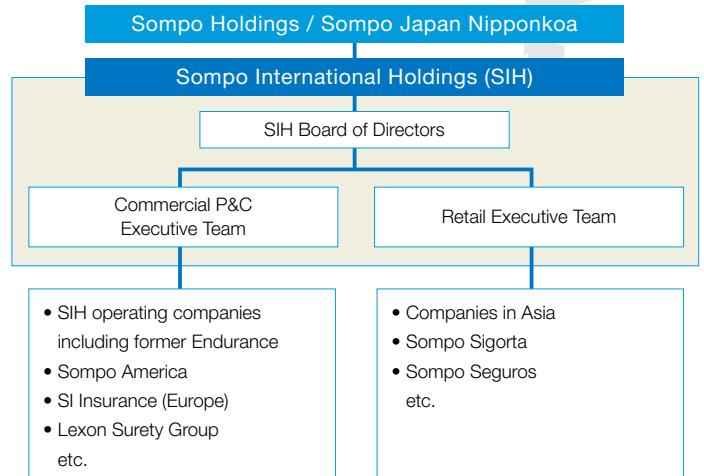 Sompo Holdings / Sompo Japan Nipponkoa
Sompo International Holdings (SIH)
SIH Board of Directors
Commercial P&C
Executive Team
Retail Executive Team
• SIH operating companies
including former Endurance
• Sompo America
• SI Insurance (Europe)
• Lexon Surety Group
etc.
• Companies in Asia
• Sompo Sigorta
• Sompo Seguros
etc.